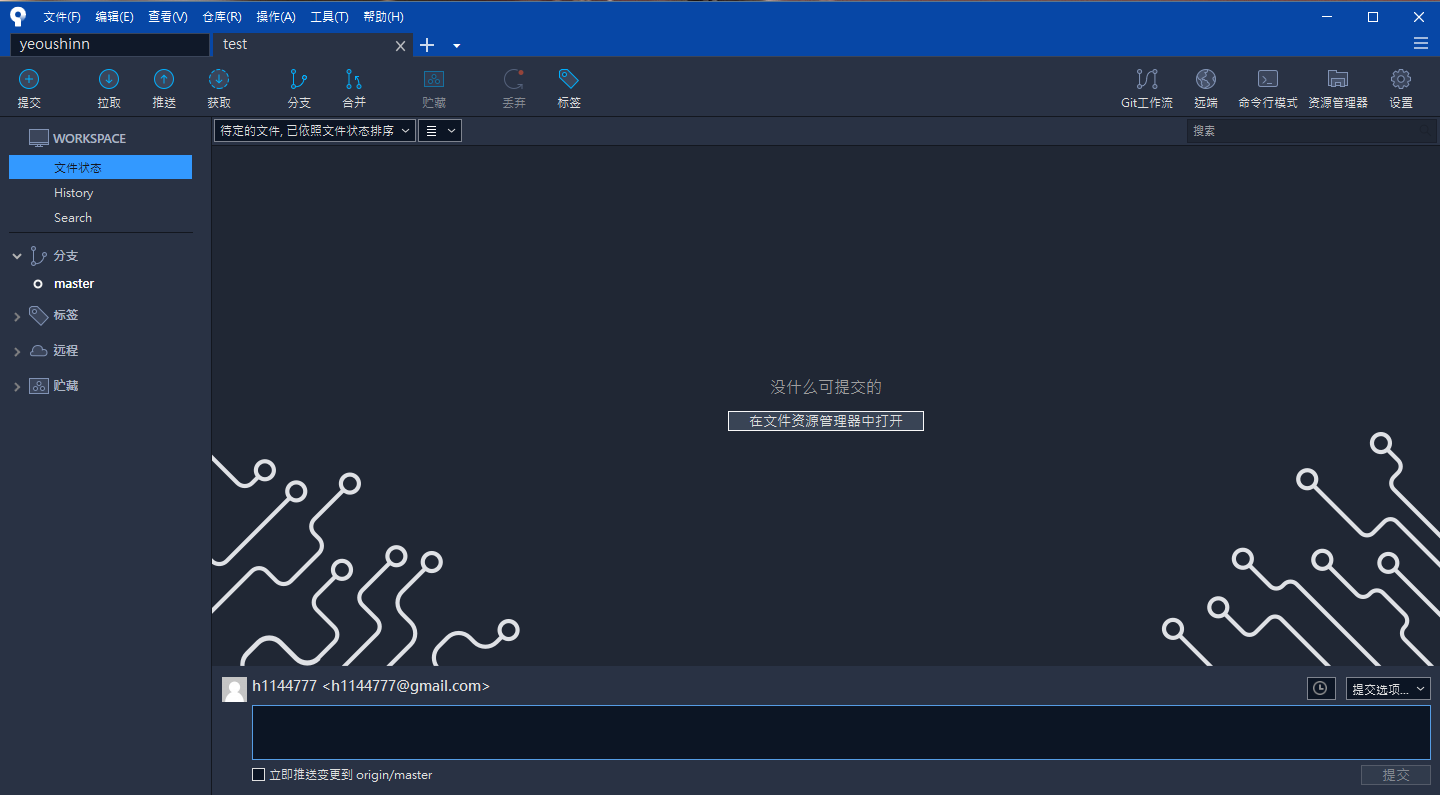 文件(F) 编辑(E) 查看(V) 仓库(R) 操作(A) 工具(T) 帮助(H)
yeoushinn
test
提交 拉取 推送 获取 分支 合并 贮藏 丢弃 标签 Git工作流 远端 命令行模式 资源管理器 设置
WORKSPACE
待定的文件, 已依照文件状态排序
搜索
文件状态
History
Search
分支
master
标签
远程
贮藏
没什么可提交的
在文件资源管理器中打开
h1144777 <h1144777@gmail.com>
提交选项...
立即推送变更到 origin/master
提交